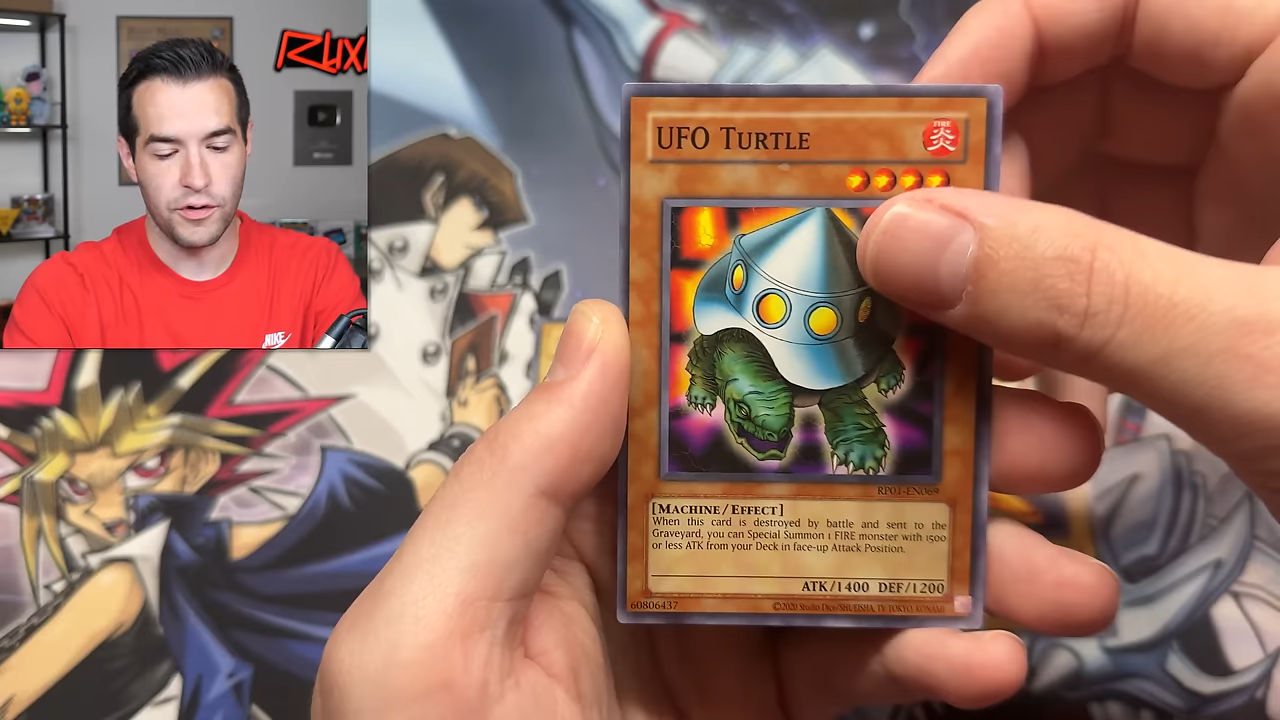 UFO Turtle
FIRE
炎
NIKE
RP01-EN069
[Machine/Effect]
When this card is destroyed by battle and sent to the
Graveyard, you can Special Summon 1 FIRE monster with 1500
or less ATK from your Deck in face-up Attack Position.
ATK/1400 DEF/1200
60806437
©2020 Studio Dice/SHUEISHA, TV TOKYO, KONAMI